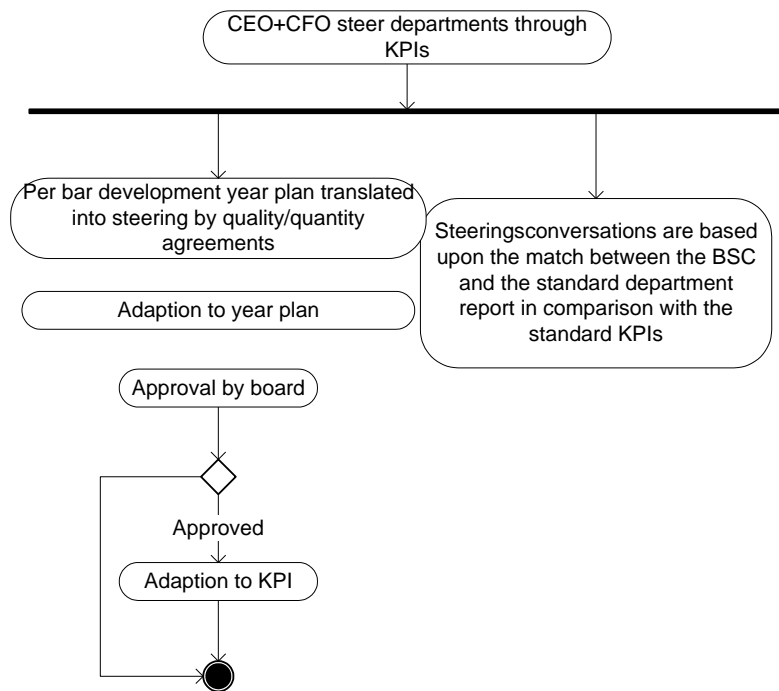 CEO+CFO steer departments through
KPIs
Per bar development year plan translated
into steering by quality/quantity
agreements
Steeringsconversations are based
upon the match between the BSC
and the standard department
report in comparison with the
standard KPIs
Adaption to year plan
Approval by board
Approved
Adaption to KPI